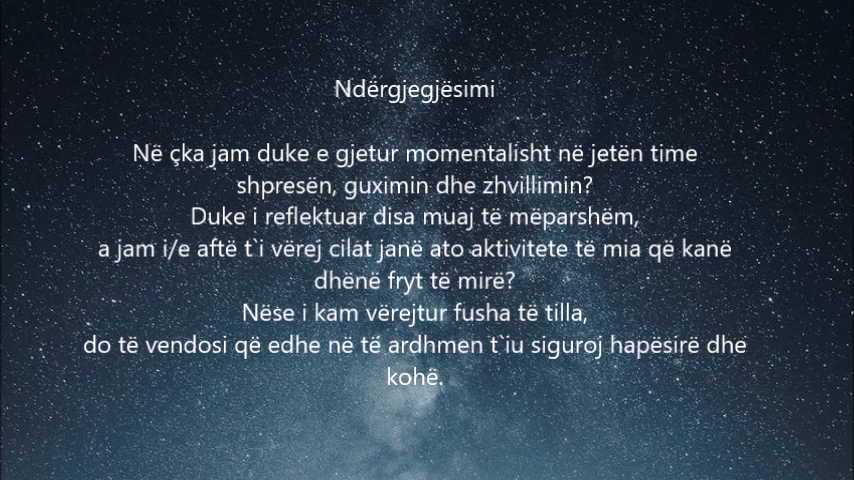 Ndërgjegjësimi
Në çka jam duke e gjetur momentalisht në jetën time
shpresën, guximin dhe zhvillimin?
Duke i reflektuar disa muaj të mëparshëm,
a jam i/e aftë t`i vërej cilat janë ato aktivitete të mia që kanë
dhënë fryt të mirë?
Nëse i kam vërejtur fusha të tilla,
do të vendosi që edhe në të ardhmen t`iu siguroj hapësirë dhe
kohë.